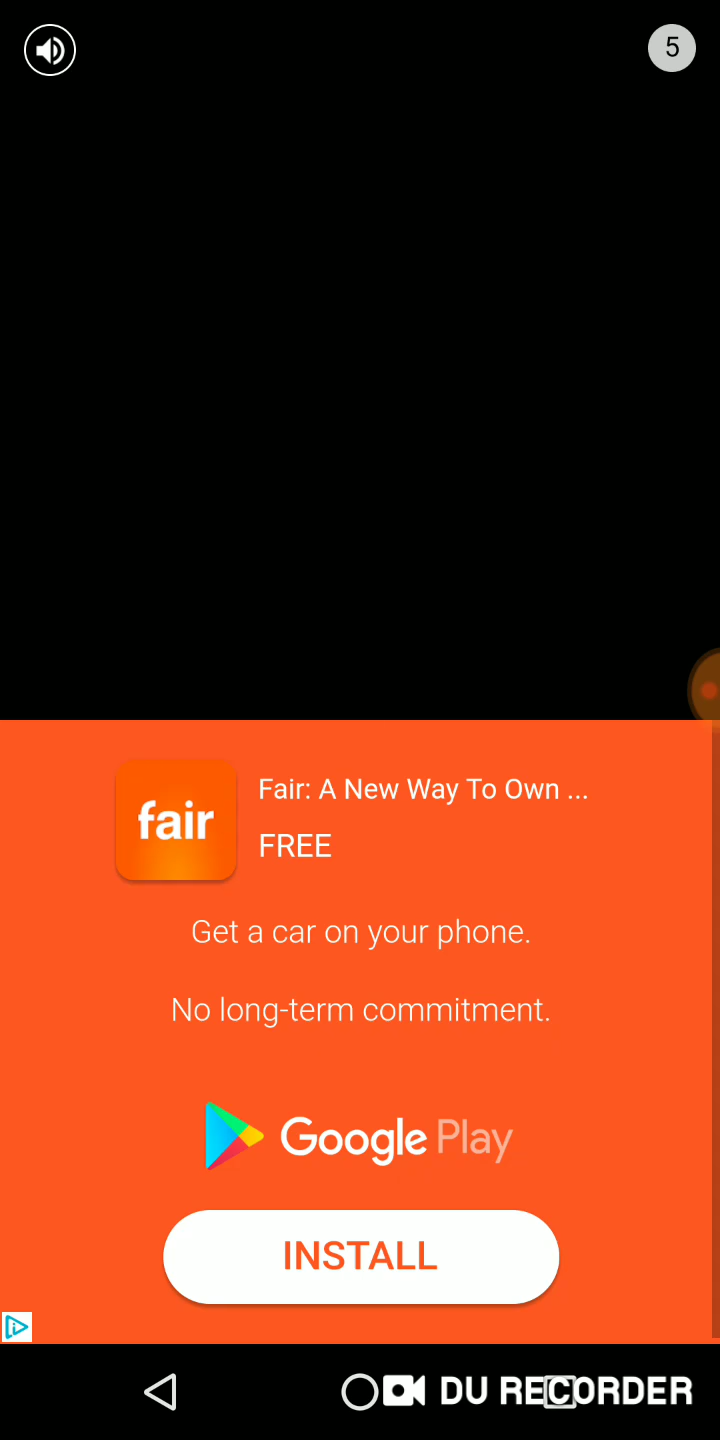 5
fair
Fair: A New Way To Own ...
FREE
Get a car on your phone.
No long-term commitment.
Google Play
INSTALL
DU RECORDER